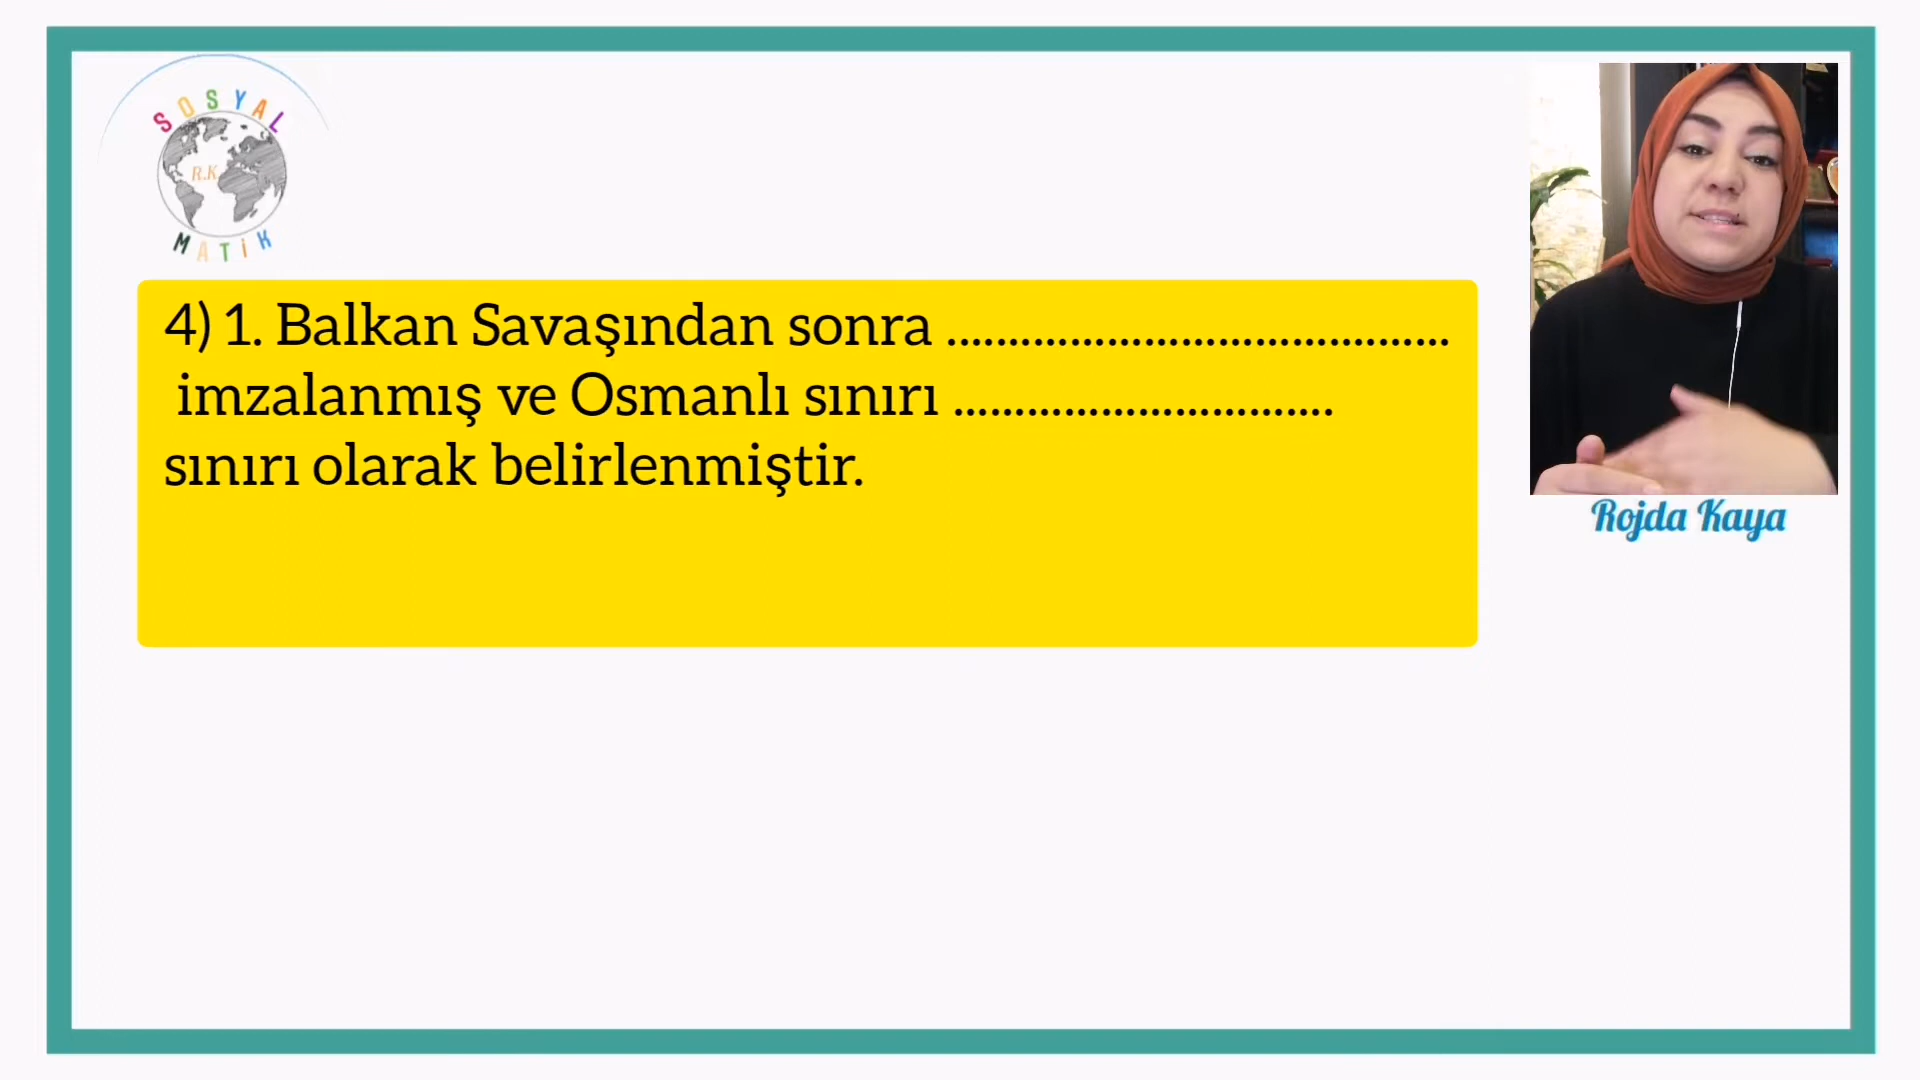 SOSYAL
R.K.
MATİK
4) 1. Balkan Savaşından sonra .........................................
imzalanmış ve Osmanlı sınırı ...............................
sınırı olarak belirlenmiştir.
Rojda Kaya